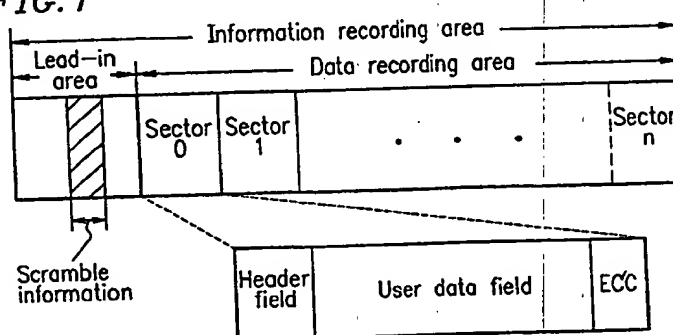 FIG. 1
Information recording area
Lead-in
area
Data recording area
Sector
0
Sector
1
. . .
Sector
n
Scramble
information
Header
field
User data field
ECC